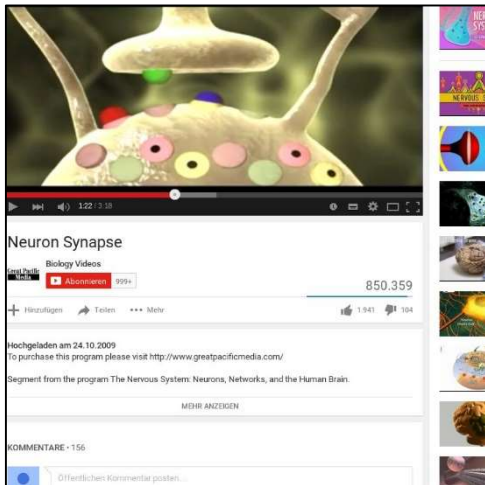 1:22 / 3:18
Neuron Synapse
Great Pacific Media
Biology Videos
Abonnieren 999+
850.359
Hinzufügen Teilen Mehr 1.941 104
Hochgeladen am 24.10.2009
To purchase this program please visit http://www.greatpacificmedia.com/
Segment from the program The Nervous System: Neurons, Networks, and the Human Brain.
MEHR ANZEIGEN
KOMMENTARE • 156
Öffentlichen Kommentar posten...
NERVOUS